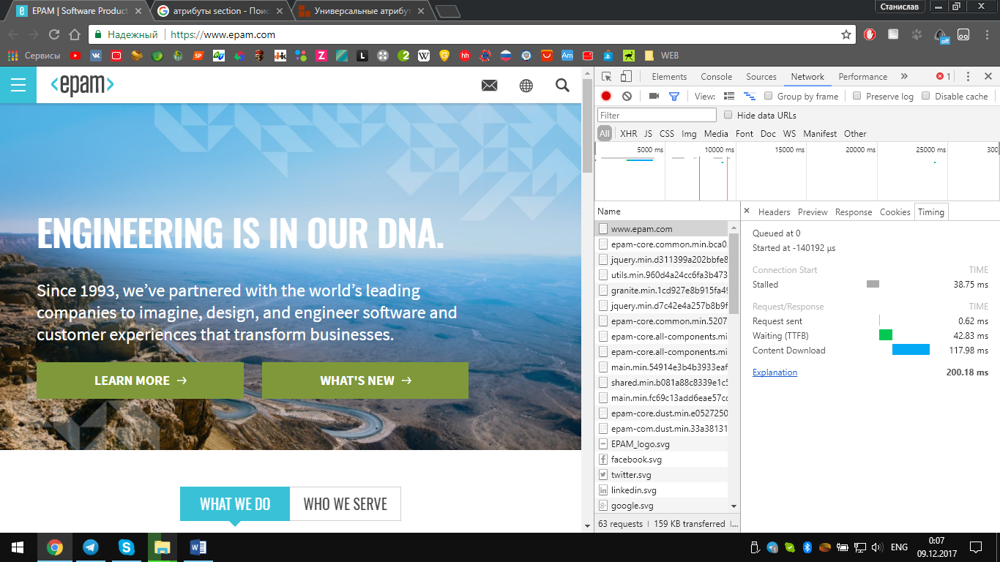 EPAM | Software Product
атрибуты section - Пои
Универсальные атрибут
Станислав
Надежный
https://www.epam.com
Сервисы
WEB
<epam>
ENGINEERING IS IN OUR DNA.
Since 1993, we’ve partnered with the world’s leading
companies to imagine, design, and engineer software and
customer experiences that transform businesses.
LEARN MORE →
WHAT'S NEW →
WHAT WE DO
WHO WE SERVE
Elements Console Sources Network Performance » 1
View: Group by frame Preserve log Disable cache
Filter Hide data URLs
All XHR JS CSS Img Media Font Doc WS Manifest Other
5000 ms 10000 ms 15000 ms 20000 ms 25000 ms 300
Name
www.epam.com
epam-core.common.min.bca0
jquery.min.d311399a202bbfe8
utils.min.960d4a24cc6fa3b473
granite.min.1cd927e8b915fa49
jquery.min.d7c42e4a257b8b9f
epam-core.common.min.5207
epam-core.all-components.mi
epam-core.all-components.mi
main.min.54914e3b4b3933eaf
shared.min.b081a88c8339e1c5
main.min.fc69c13add6eae57cc
epam-core.dust.min.e0527250
epam-com.dust.min.33a38131
EPAM_logo.svg
facebook.svg
twitter.svg
linkedin.svg
google.svg
63 requests | 159 KB transferred |...
Headers Preview Response Cookies Timing
Queued at 0
Started at -140192 µs
Connection Start TIME
Stalled 38.75 ms
Request/Response TIME
Request sent 0.62 ms
Waiting (TTFB) 42.83 ms
Content Download 117.98 ms
Explanation 200.18 ms
ENG
0:07
09.12.2017